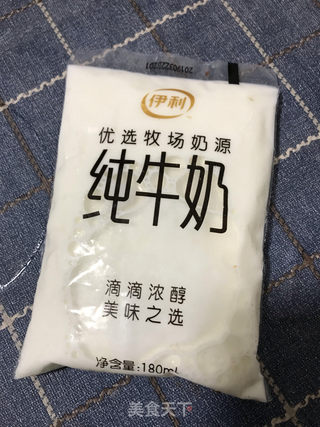 伊利
优选牧场奶源
纯牛奶
滴滴浓醇
美味之选
净含量:180mL
美食天下